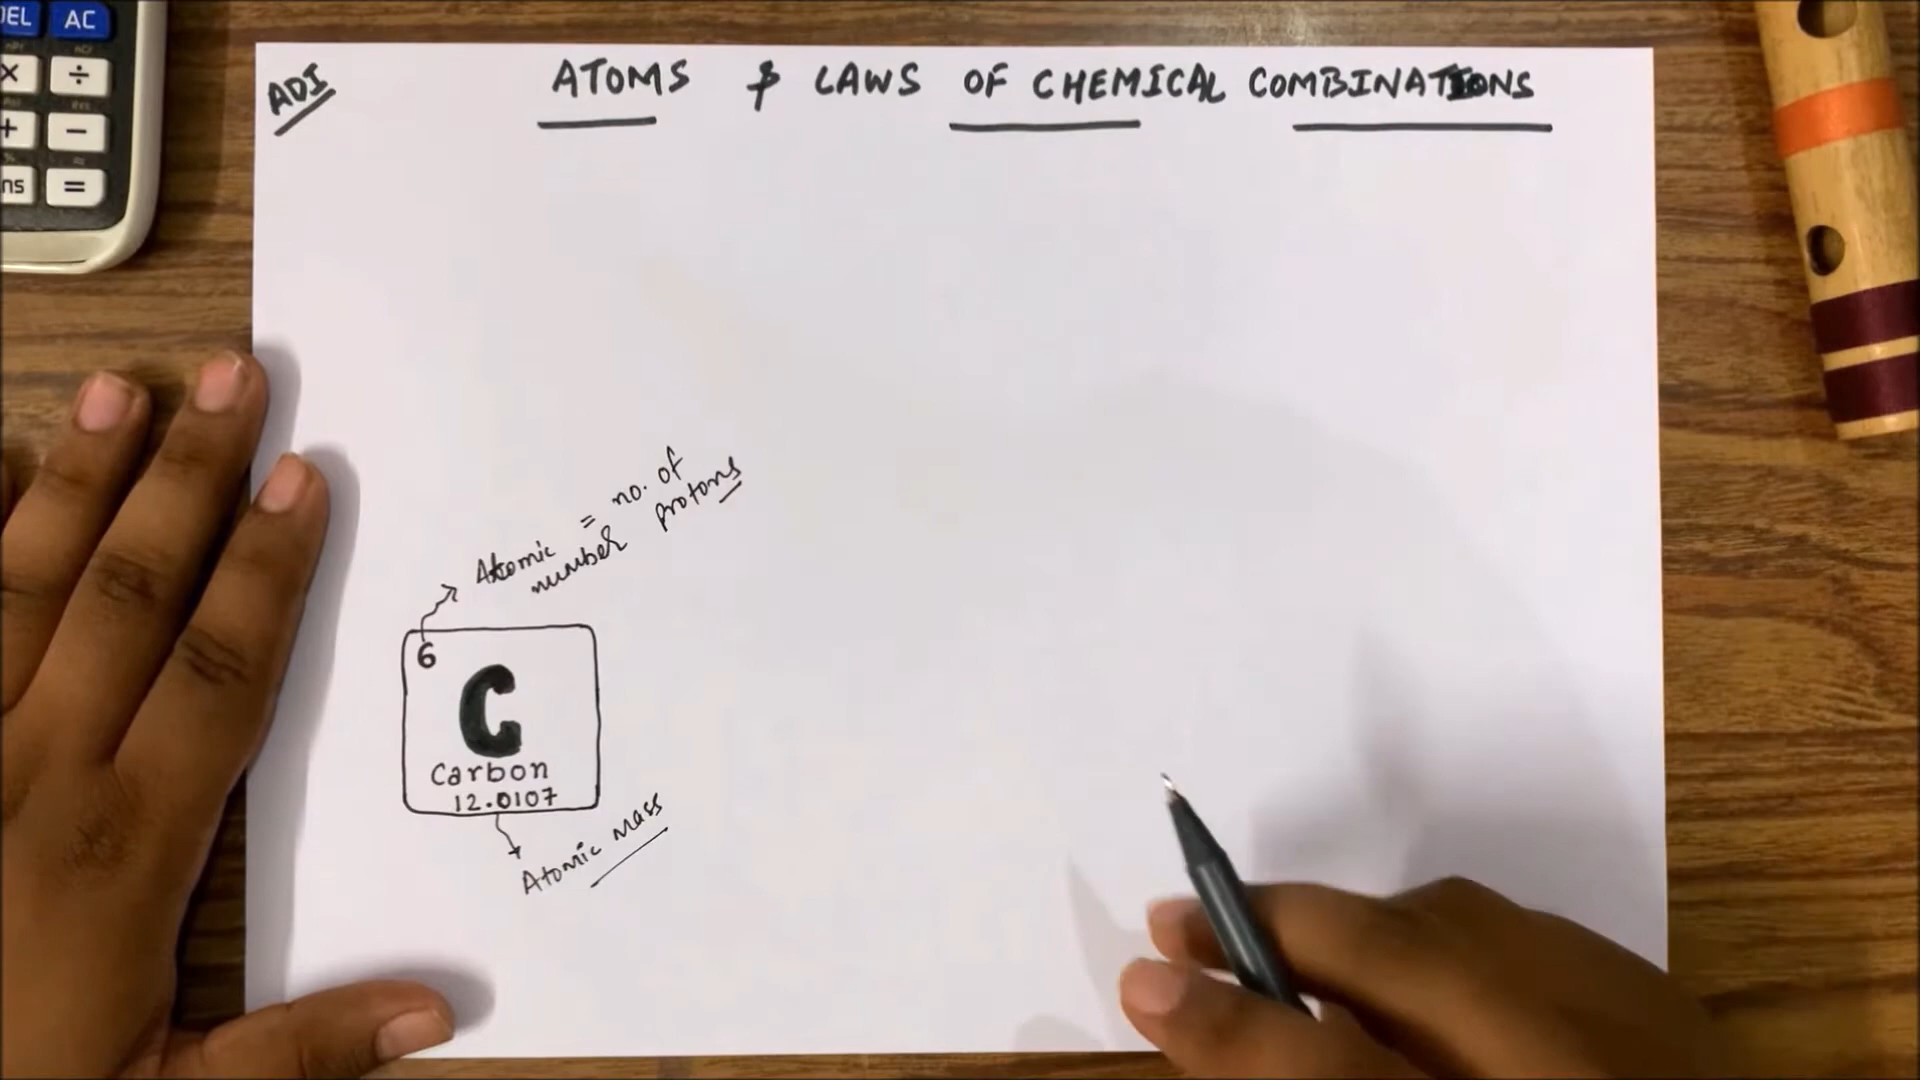 DEL AC
× ÷
+ −
ns =
ADI
ATOMS & LAWS OF CHEMICAL COMBINATIONS
Atomic number = no. of protons
6
C
Carbon
12.0107
Atomic mass